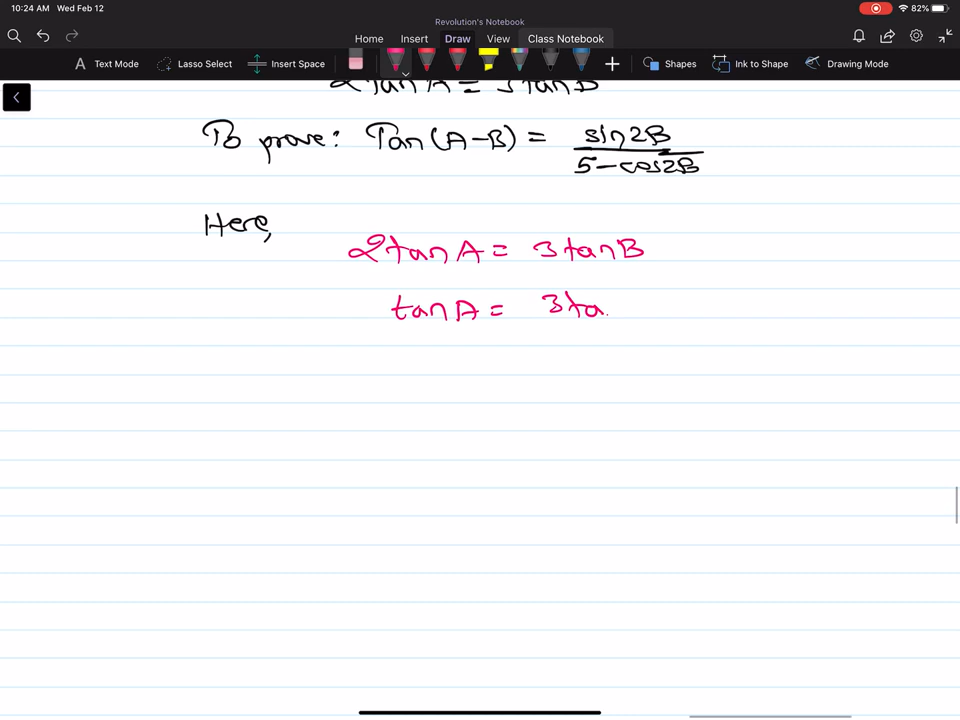 10:24 AM Wed Feb 12
82%
Revolution's Notebook
Home Insert Draw View Class Notebook
Text Mode Lasso Select Insert Space Shapes Ink to Shape Drawing Mode
2tanA = 3tanB
To prove: Tan(A-B) = sin2B
5-cos2B
Here,
2tanA = 3tanB
tanA = 3ta